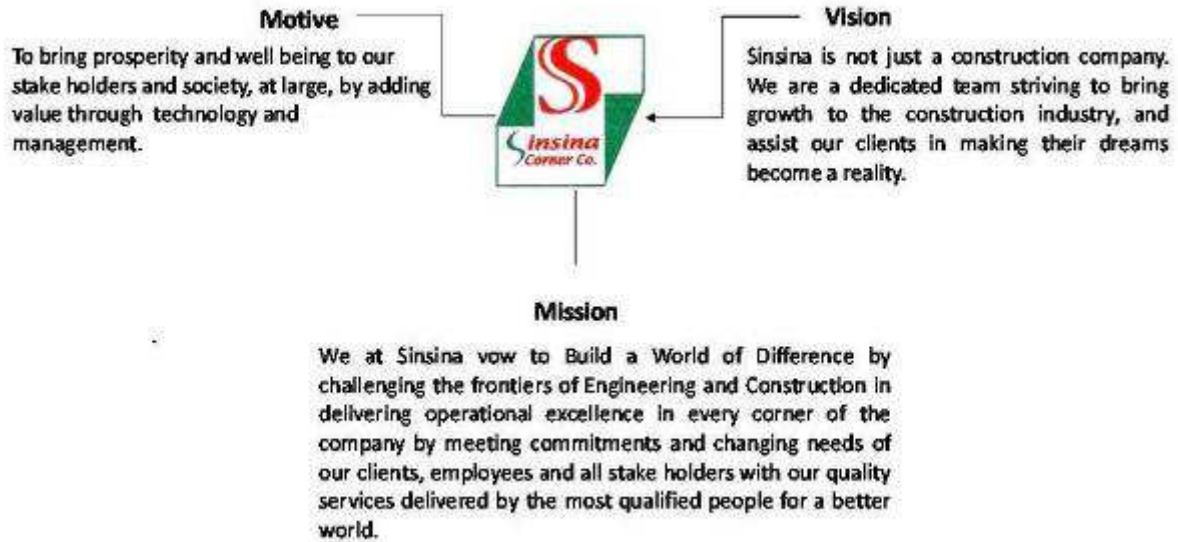 Motive
To bring prosperity and well being to our
stake holders and society, at large, by adding
value through technology and
management.
S
Sinsina
Corner Co.
Vision
Sinsina is not just a construction company.
We are a dedicated team striving to bring
growth to the construction industry, and
assist our clients in making their dreams
become a reality.
Mission
We at Sinsina vow to Build a World of Difference by
challenging the frontiers of Engineering and Construction in
delivering operational excellence in every corner of the
company by meeting commitments and changing needs of
our clients, employees and all stake holders with our quality
services delivered by the most qualified people for a better
world.